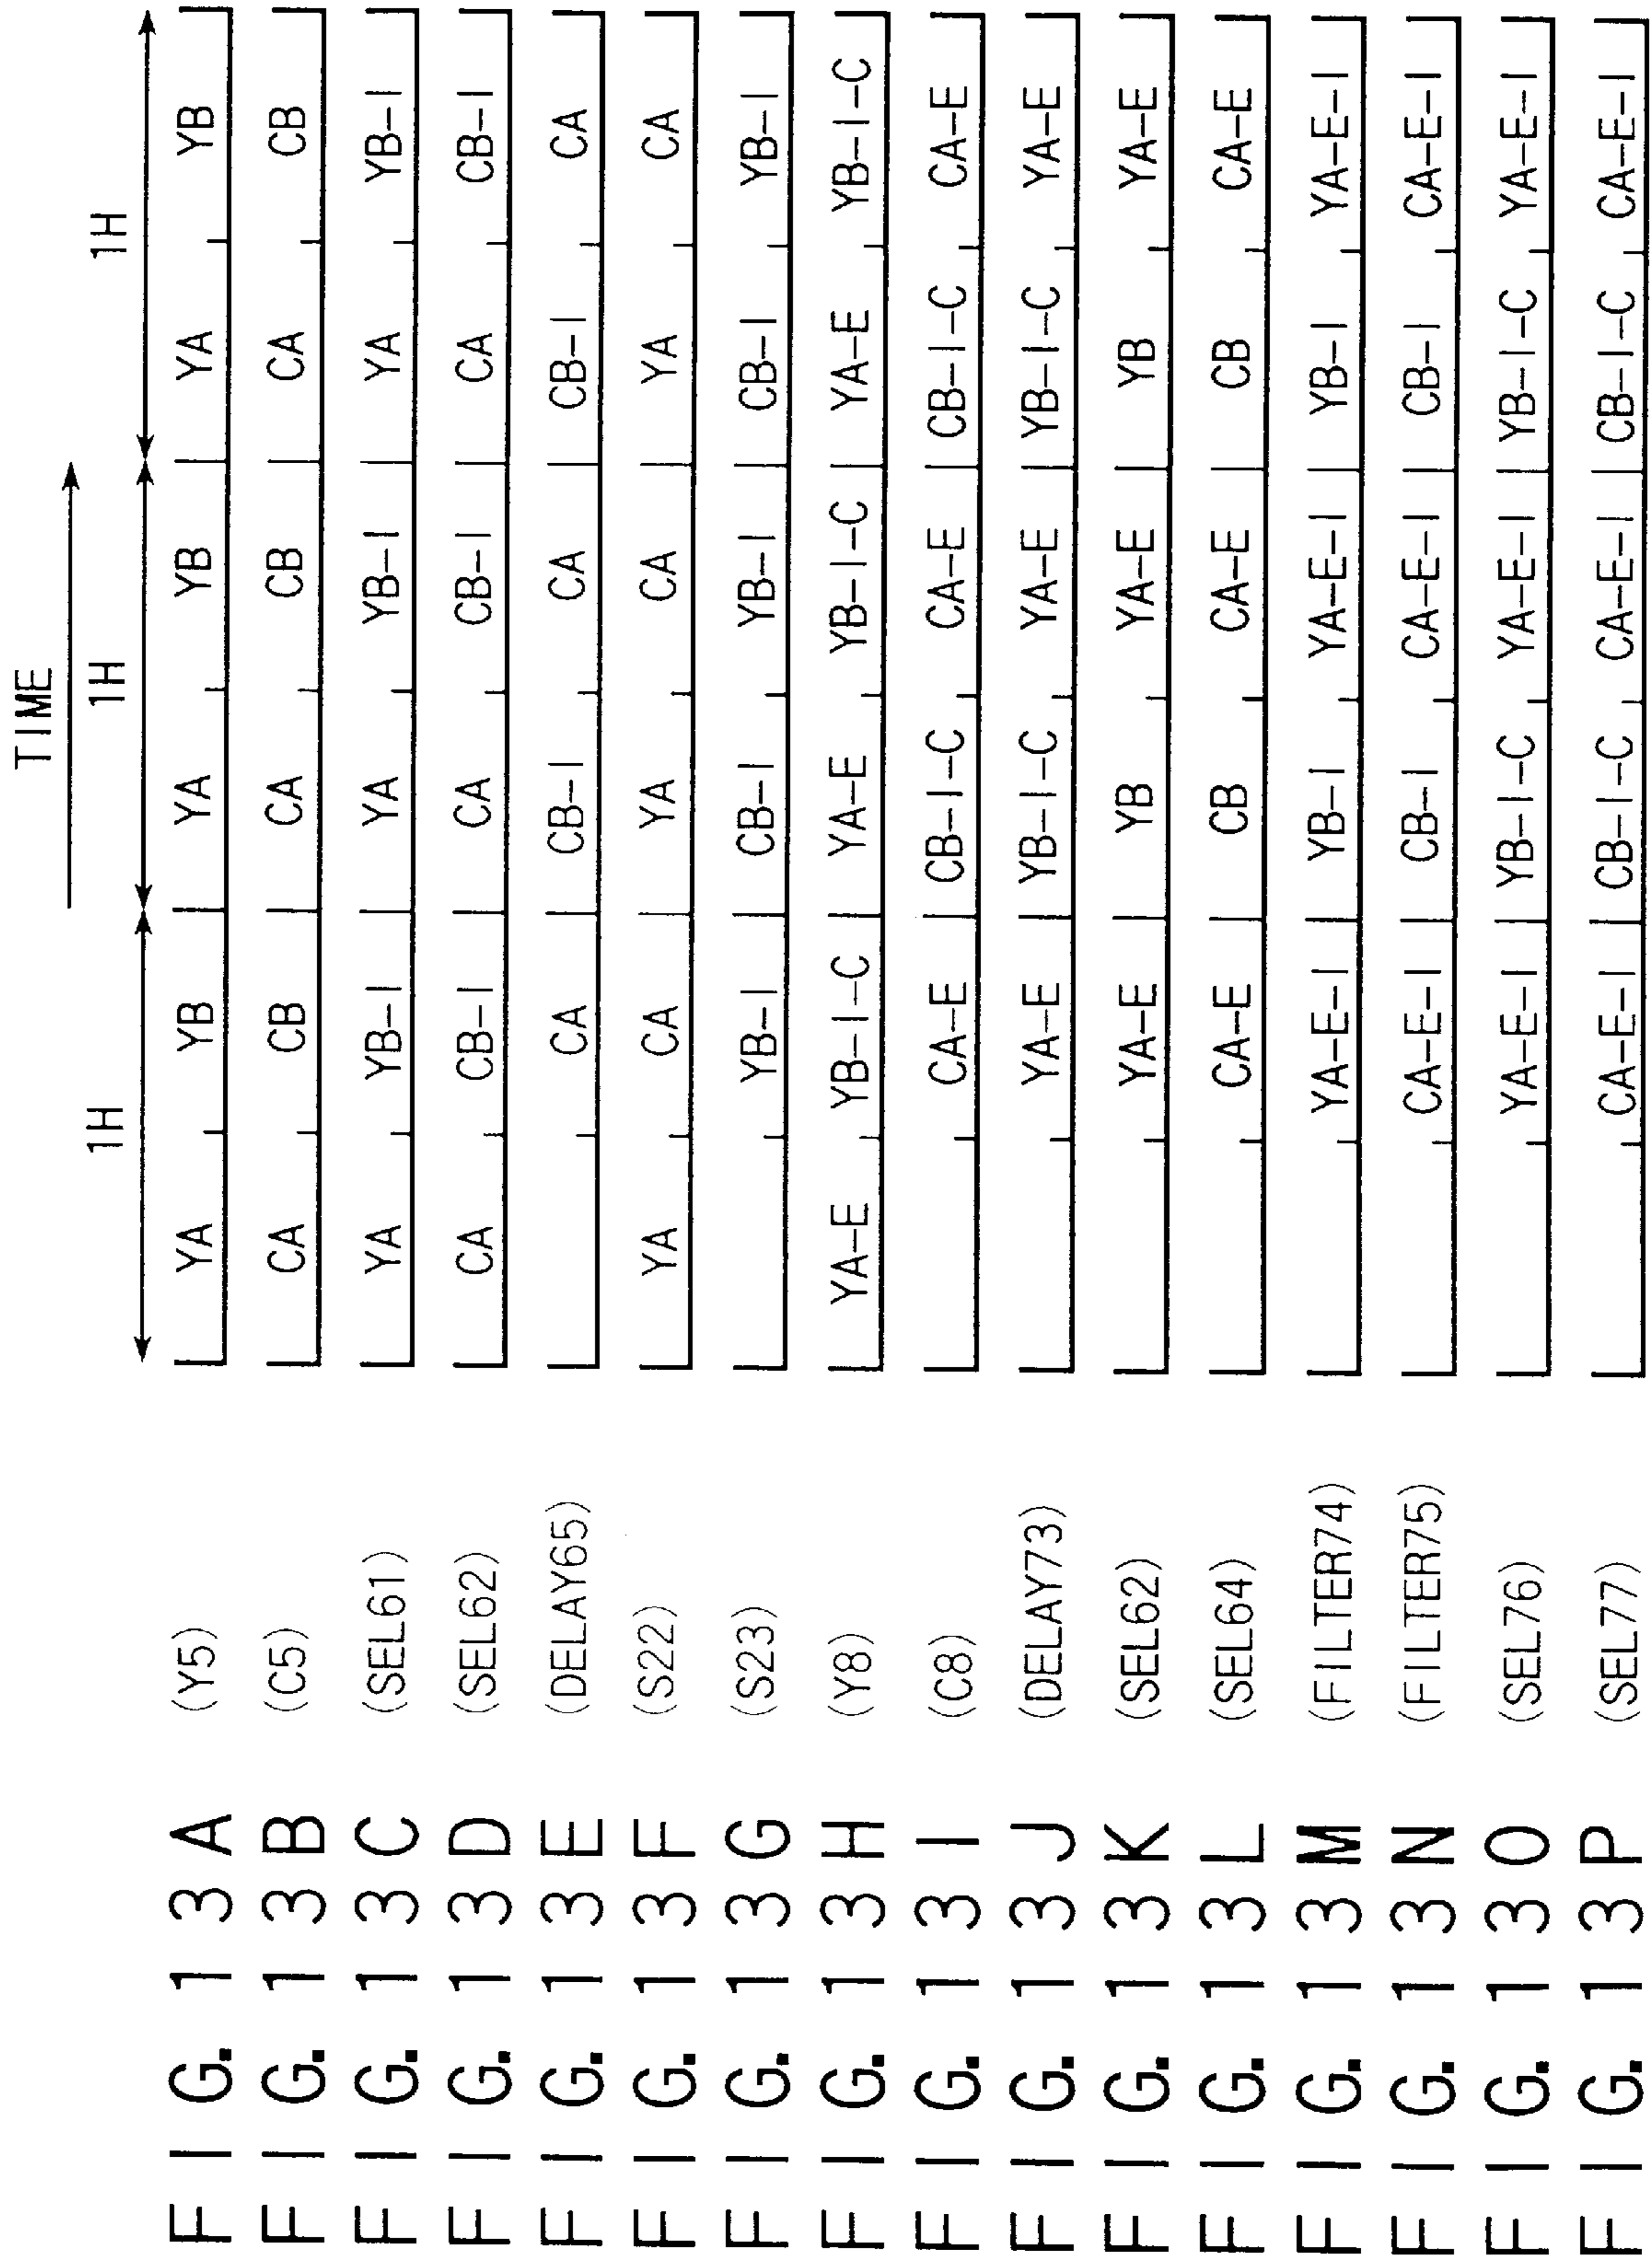 TIME
1H 1H 1H
FIG. 13A (Y5) YA YB YA YB YA YB
FIG. 13B (C5) CA CB CA CB CA CB
FIG. 13C (SEL61) YA YB-I YA YB-I YA YB-I
FIG. 13D (SEL62) CA CB-I CA CB-I CA CB-I
FIG. 13E (DELAY65) CA CB-I CA CB-I CA
FIG. 13F (S22) YA CA YA CA YA CA
FIG. 13G (S23) YB-I CB-I YB-I CB-I YB-I
FIG. 13H (Y8) YA-E YB-I-C YA-E YB-I-C YA-E YB-I-C
FIG. 13I (C8) CA-E CB-I-C CA-E CB-I-C CA-E
FIG. 13J (DELAY73) YA-E YB-I-C YA-E YB-I-C YA-E
FIG. 13K (SEL62) YA-E YB YA-E YB YA-E
FIG. 13L (SEL64) CA-E CB CA-E CB CA-E
FIG. 13M (FILTER74) YA-E-I YB-I YA-E-I YB-I YA-E-I
FIG. 13N (FILTER75) CA-E-I CB-I CA-E-I CB-I CA-E-I
FIG. 13O (SEL76) YA-E-I YB-I-C YA-E-I YB-I-C YA-E-I
FIG. 13P (SEL77) CA-E-I CB-I-C CA-E-I CB-I-C CA-E-I